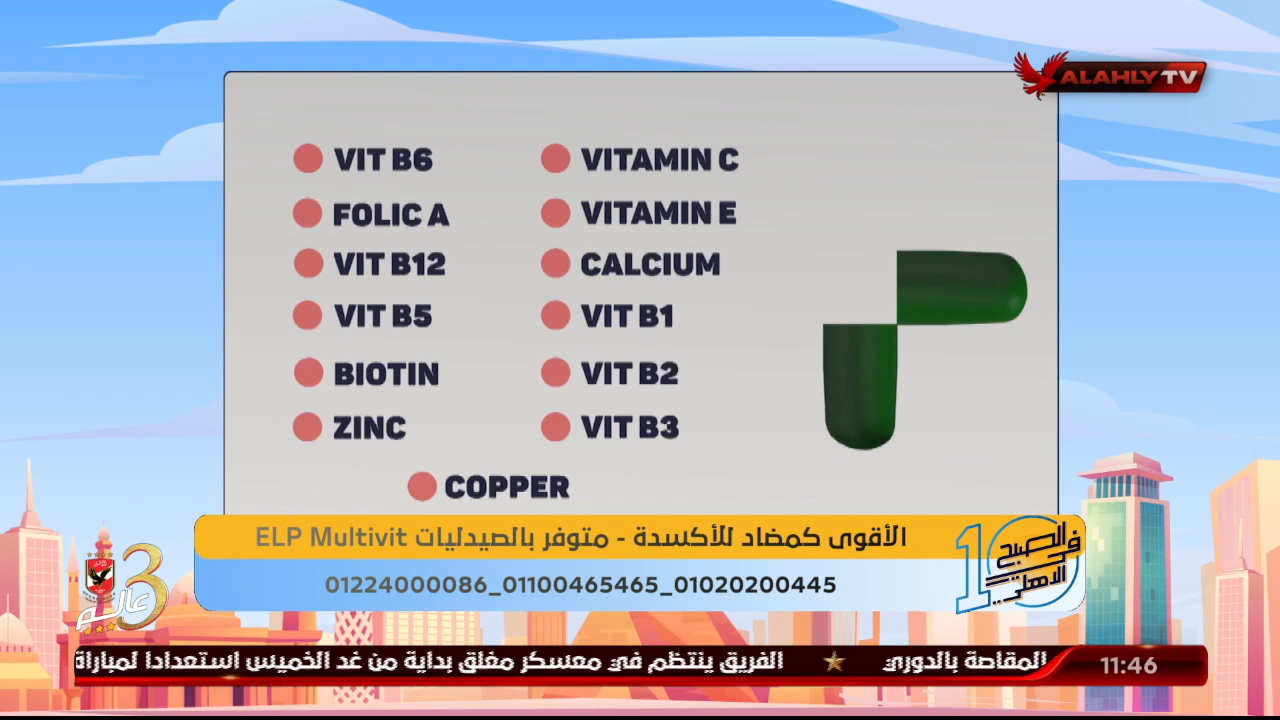 ALAHLY TV
VIT B6
FOLIC A
VIT B12
VIT B5
BIOTIN
ZINC
VITAMIN C
VITAMIN E
CALCIUM
VIT B1
VIT B2
VIT B3
COPPER
الأقوى كمضاد للأكسدة - متوفر بالصيدليات ELP Multivit
01224000086_01100465465_01020200445
10 الصبح في الاهلي
3 عالم
المقاصة بالدوري ★ الفريق ينتظم في معسكر مغلق بداية من غد الخميس استعدادا لمباراة
11:46